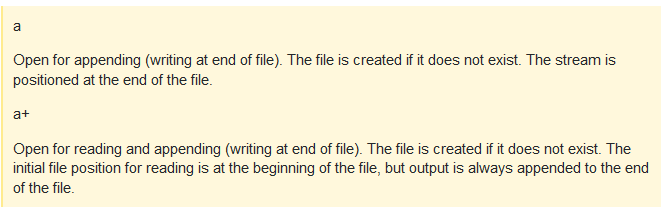 a
Open for appending (writing at end of file). The file is created if it does not exist. The stream is
positioned at the end of the file.
a+
Open for reading and appending (writing at end of file). The file is created if it does not exist. The
initial file position for reading is at the beginning of the file, but output is always appended to the end
of the file.